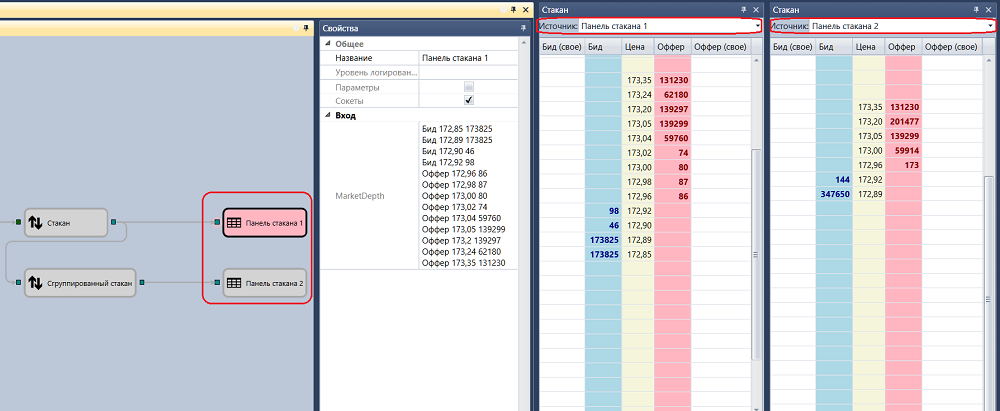 Стакан
Панель стакана 1
Сгруппированный стакан
Панель стакана 2
Свойства
Общее
Название Панель стакана 1
Уровень логирован...
Параметры
Сокеты
Вход
MarketDepth
Бид 172,85 173825
Бид 172,89 173825
Бид 172,90 46
Бид 172,92 98
Оффер 172,96 86
Оффер 172,98 87
Оффер 173,00 80
Оффер 173,02 74
Оффер 173,04 59760
Оффер 173,05 139299
Оффер 173,2 139297
Оффер 173,24 62180
Оффер 173,35 131230
Стакан
Источник: Панель стакана 1
Бид (свое) Бид Цена Оффер Оффер (свое)
173,35 131230
173,24 62180
173,20 139297
173,05 139299
173,04 59760
173,02 74
173,00 80
172,98 87
172,96 86
98 172,92
46 172,90
173825 172,89
173825 172,85
Стакан
Источник: Панель стакана 2
Бид (свое) Бид Цена Оффер Оффер (свое)
173,35 131230
173,20 201477
173,05 139299
173,00 59914
172,96 173
144 172,92
347650 172,89